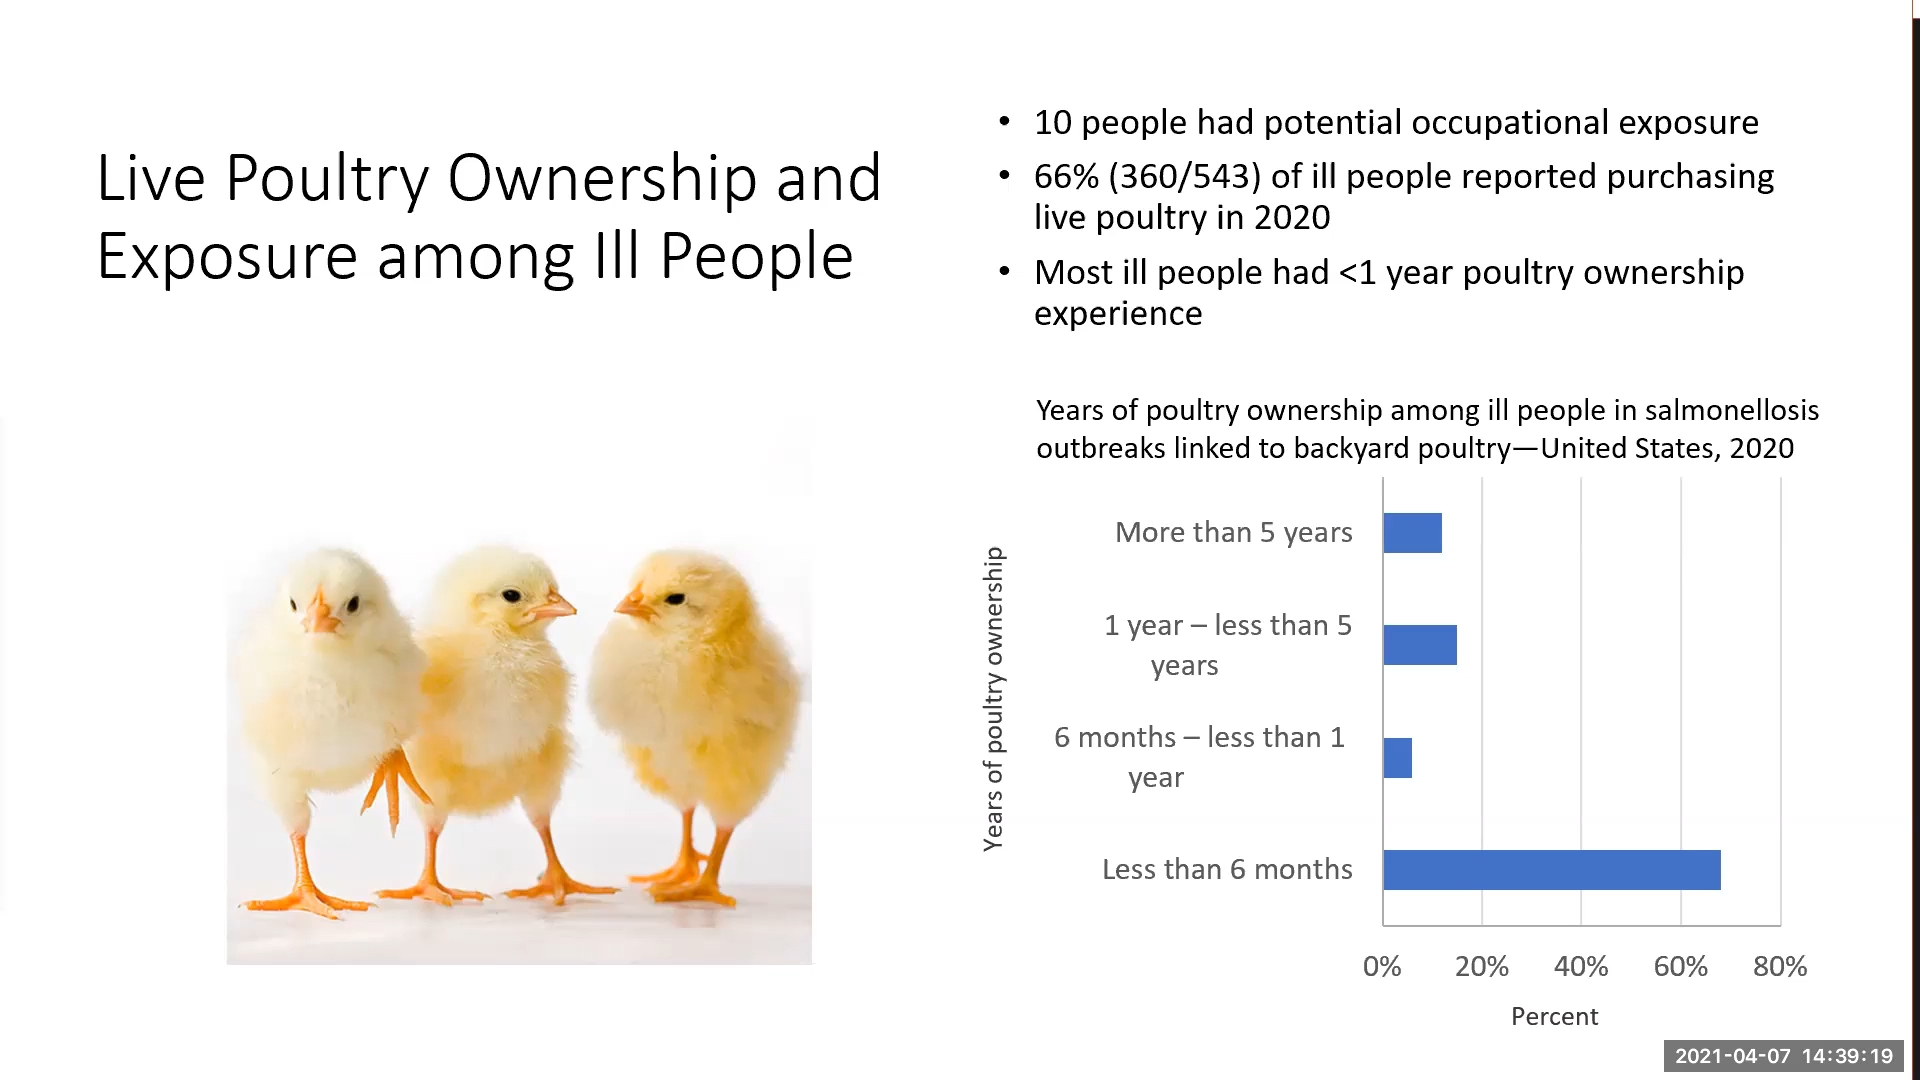 Live Poultry Ownership and
Exposure among Ill People
• 10 people had potential occupational exposure
• 66% (360/543) of ill people reported purchasing
live poultry in 2020
• Most ill people had <1 year poultry ownership
experience
Years of poultry ownership among ill people in salmonellosis
outbreaks linked to backyard poultry—United States, 2020
Years of poultry ownership
More than 5 years
1 year – less than 5
years
6 months – less than 1
year
Less than 6 months
0% 20% 40% 60% 80%
Percent
2021-04-07 14:39:19